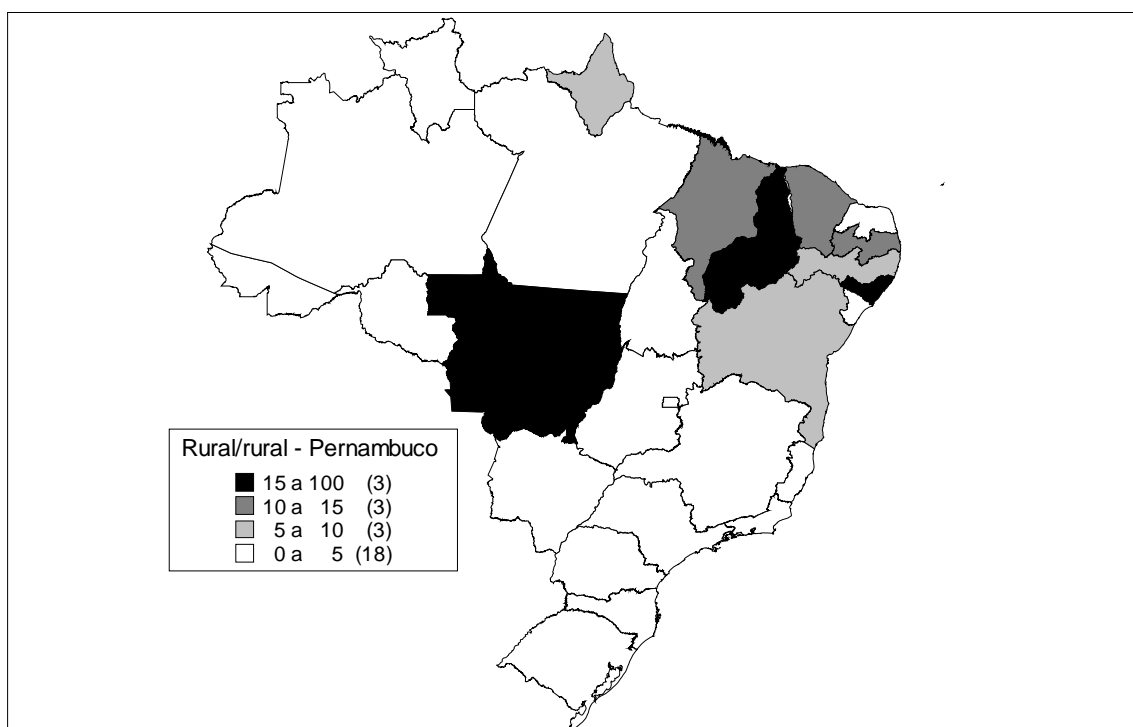 Rural/rural - Pernambuco
15 a 100 (3)
10 a 15 (3)
5 a 10 (3)
0 a 5 (18)